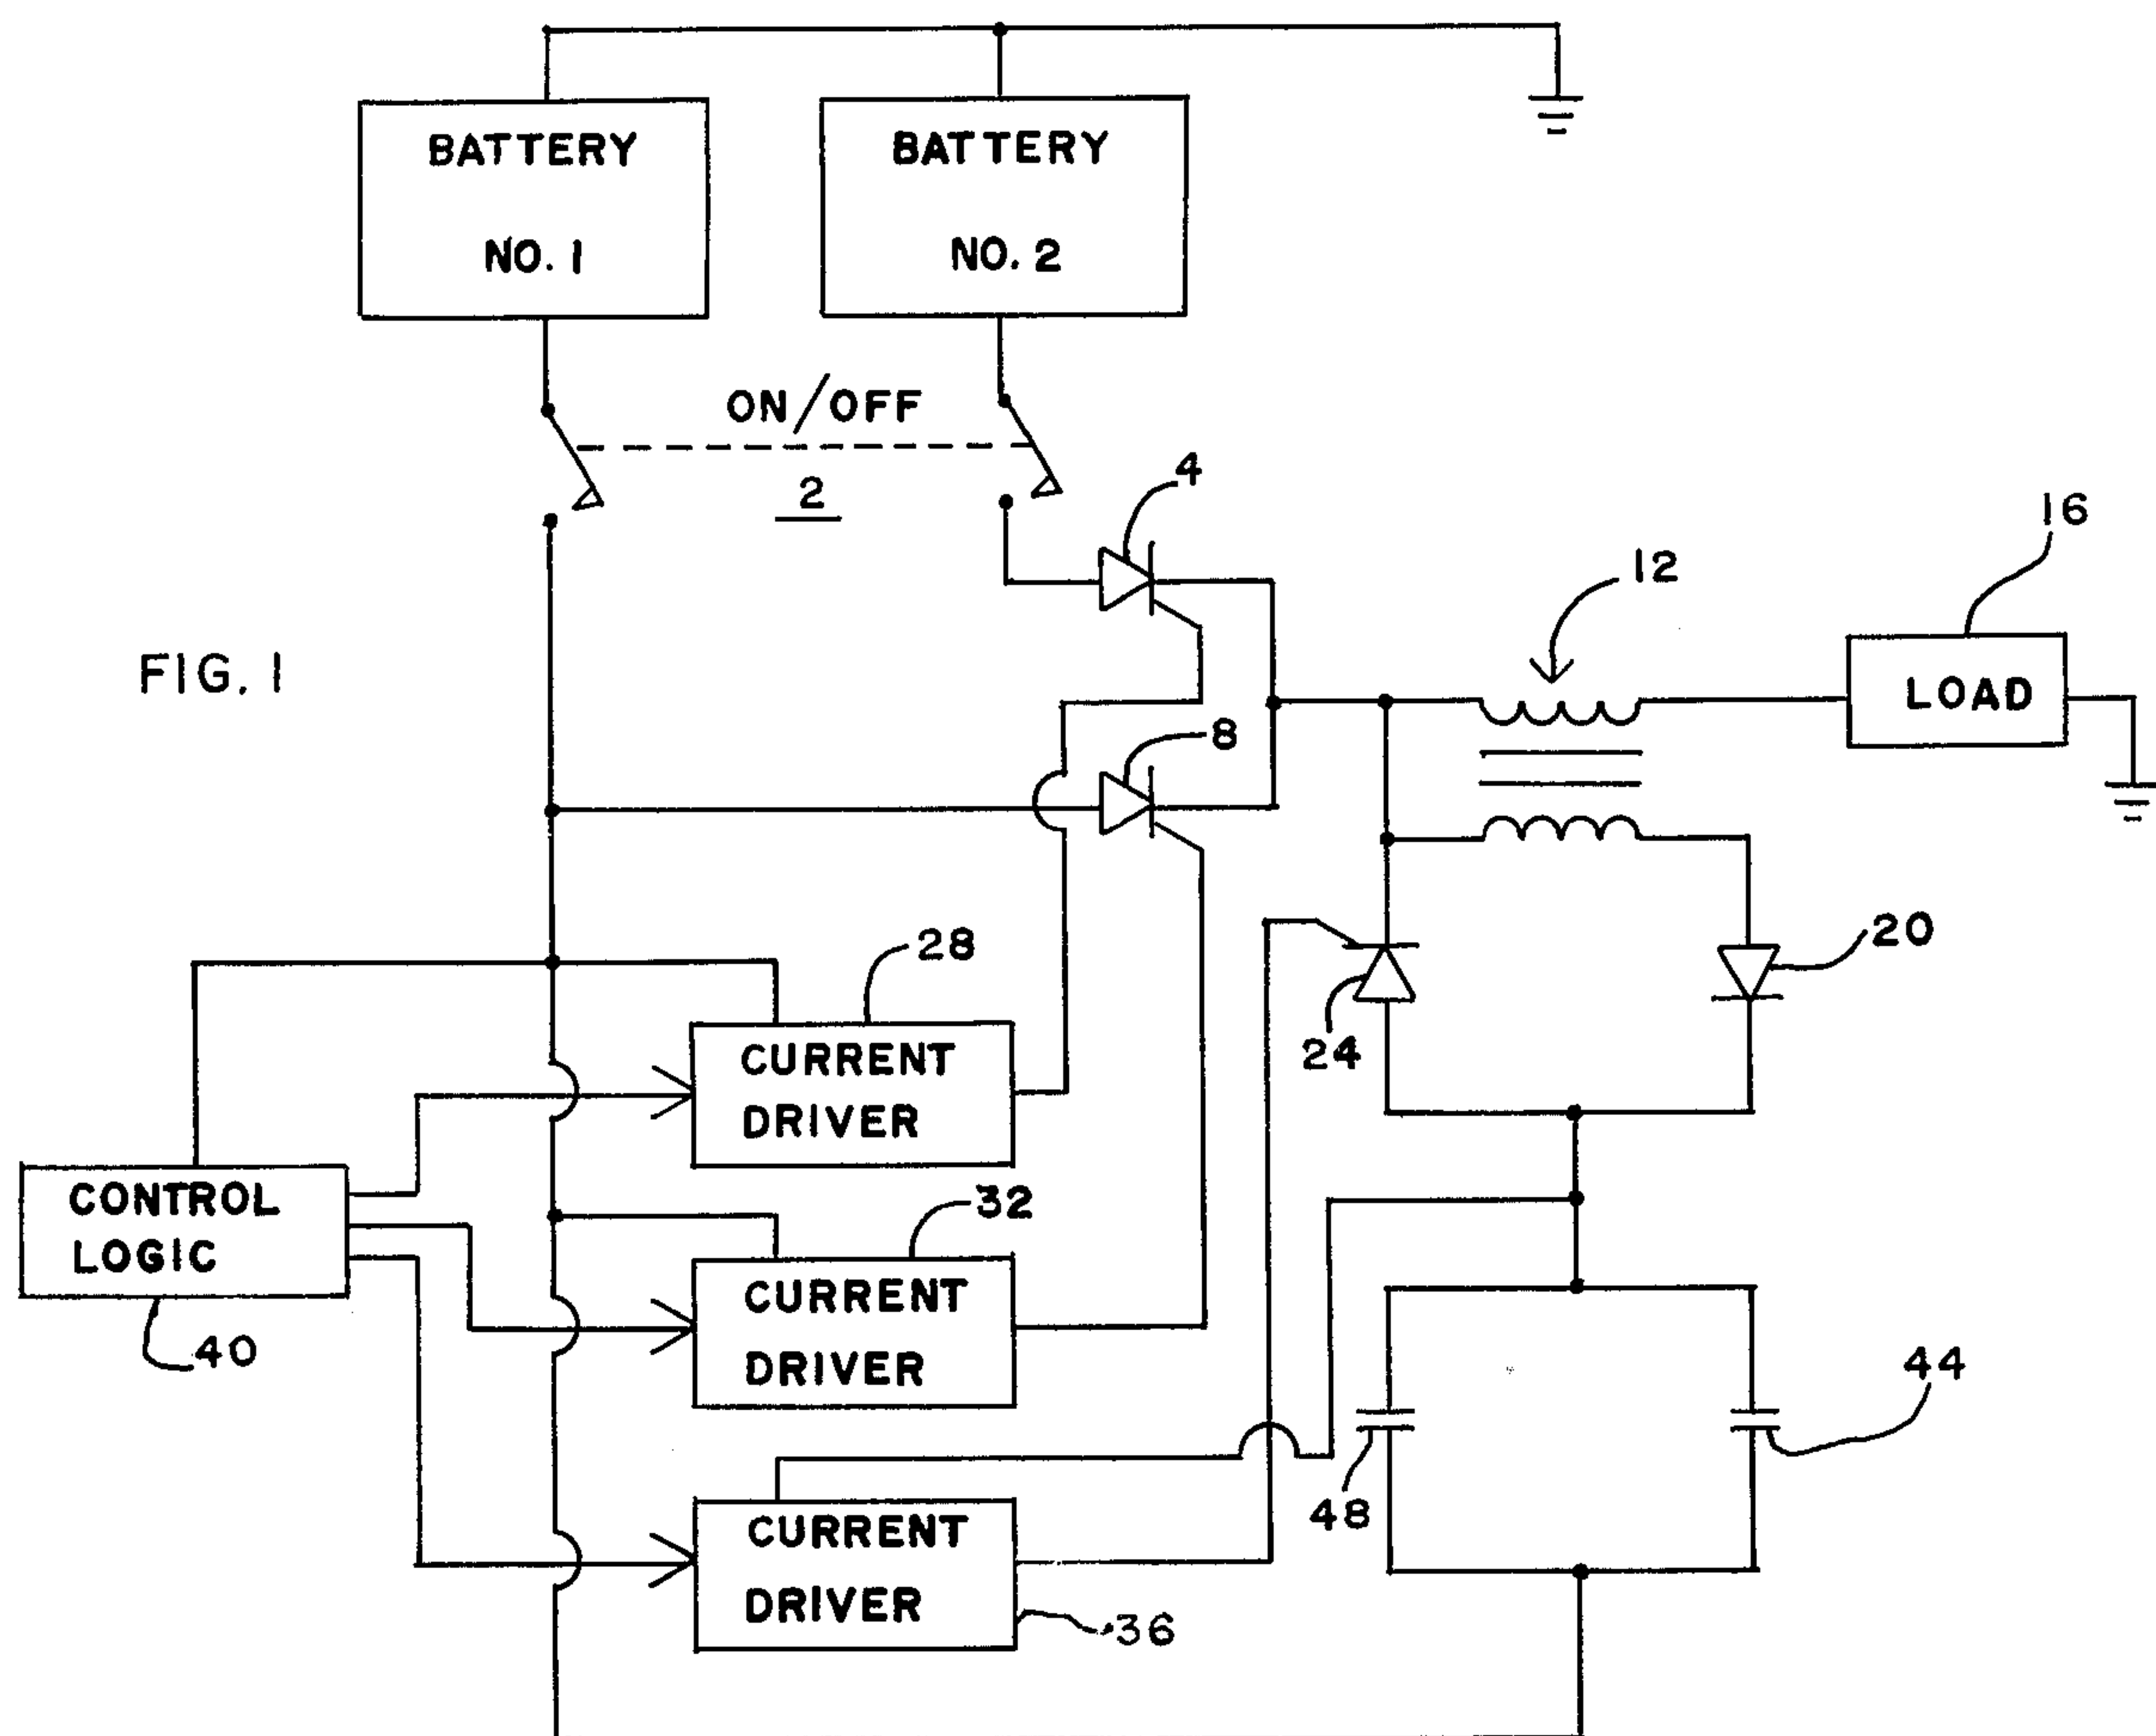 BATTERY
NO. 1
BATTERY
NO. 2
ON/OFF
2
4
16
12
FIG. 1
LOAD
8
28
20
CURRENT
DRIVER
24
CONTROL
LOGIC
32
40
CURRENT
DRIVER
44
48
CURRENT
DRIVER
36